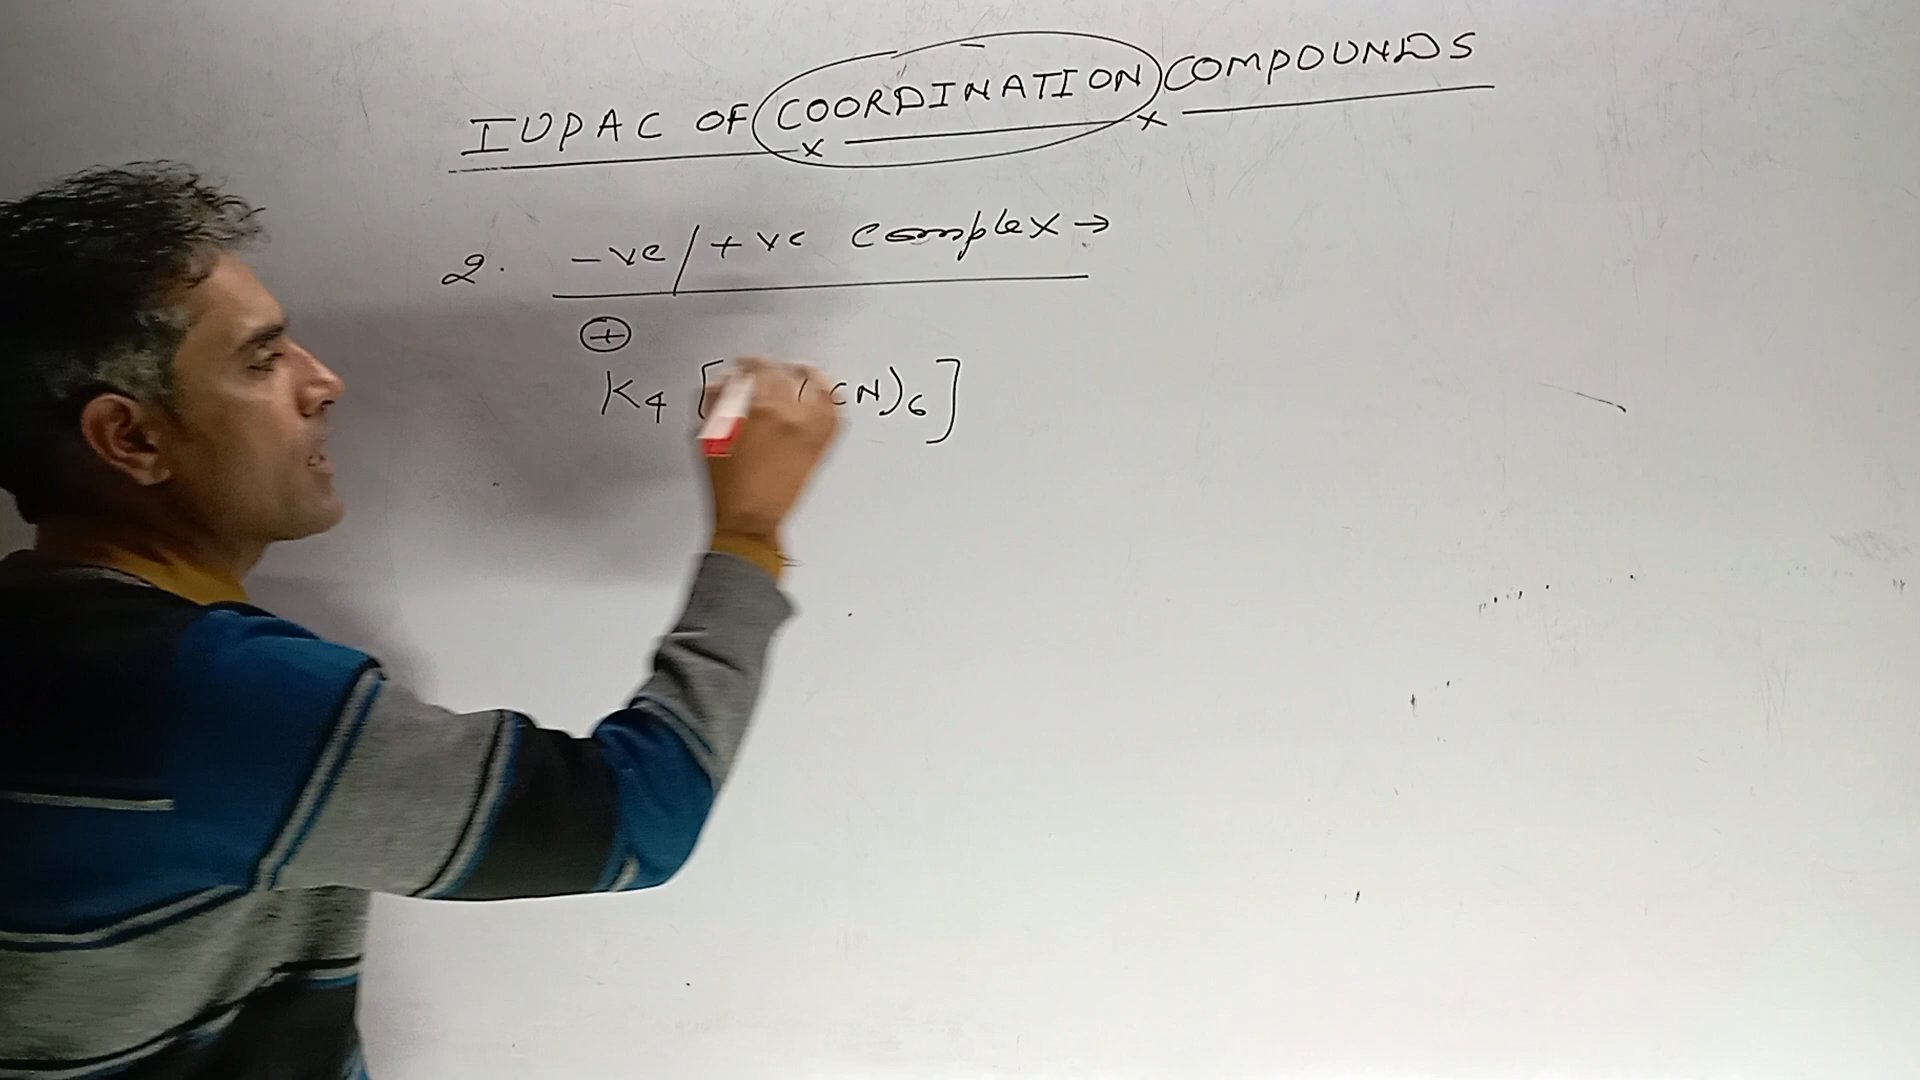 IUPAC OF COORDINATION COMPOUNDS
2. -ve/+ve complex →
+
K4 [ (CN)6]